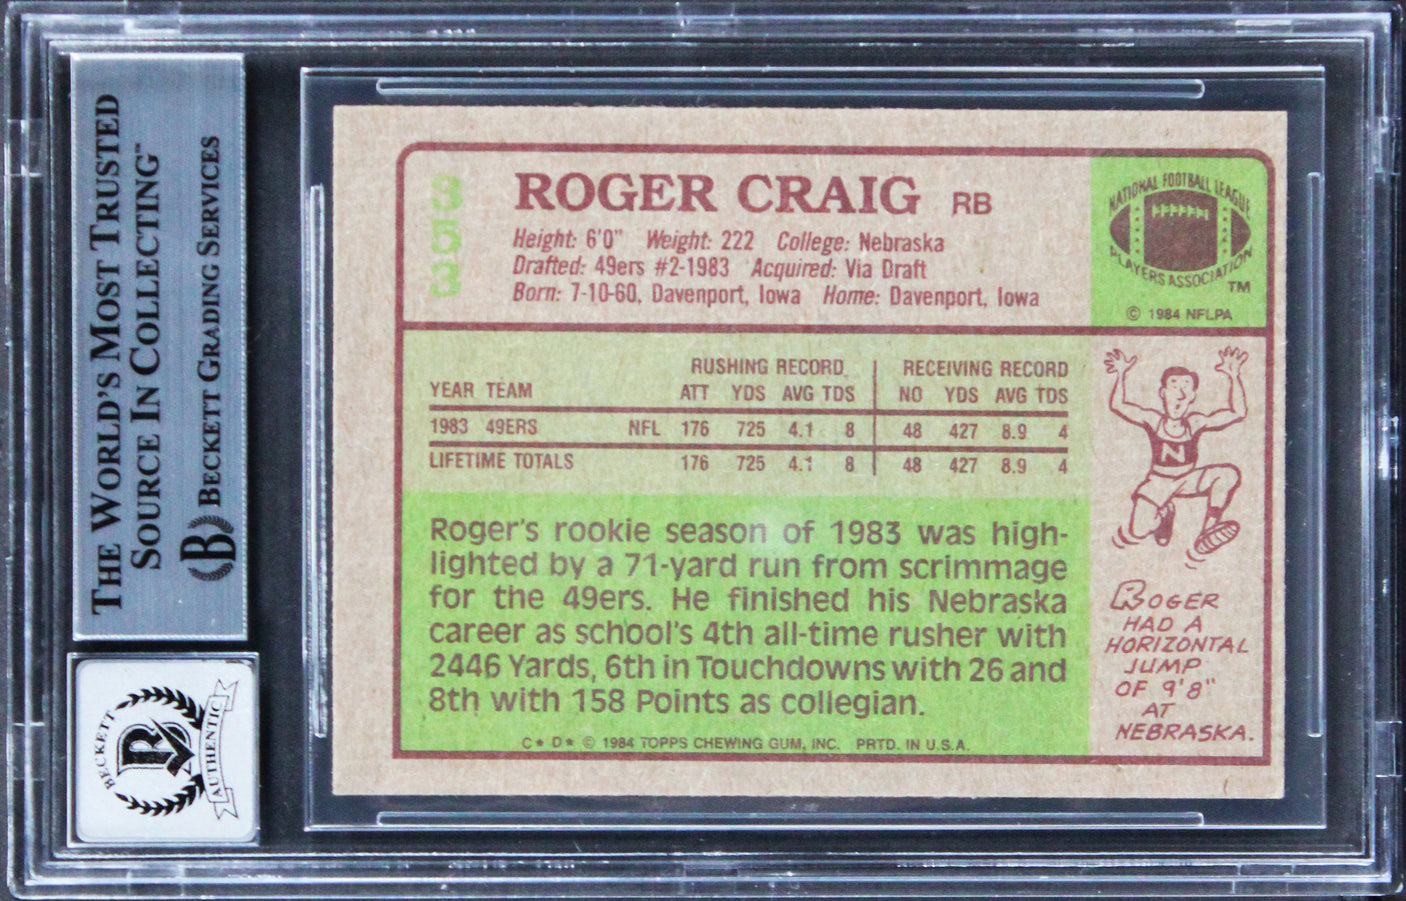 THE WORLD'S MOST TRUSTED
SOURCE IN COLLECTING™
BECKETT GRADING SERVICES
B
BECKETT
AUTHENTIC
353
ROGER CRAIG RB
Height: 6'0" Weight: 222 College: Nebraska
Drafted: 49ers #2-1983 Acquired: Via Draft
Born: 7-10-60, Davenport, Iowa Home: Davenport, Iowa
NATIONAL FOOTBALL LEAGUE
PLAYERS ASSOCIATION
TM
© 1984 NFLPA
RUSHING RECORD RECEIVING RECORD
YEAR TEAM ATT YDS AVG TDS NO YDS AVG TDS
1983 49ERS NFL 176 725 4.1 8 48 427 8.9 4
LIFETIME TOTALS 176 725 4.1 8 48 427 8.9 4
Roger's rookie season of 1983 was high-
lighted by a 71-yard run from scrimmage
for the 49ers. He finished his Nebraska
career as school's 4th all-time rusher with
2446 Yards, 6th in Touchdowns with 26 and
8th with 158 Points as collegian.
C★ D★ © 1984 TOPPS CHEWING GUM, INC. PRTD. IN U.S.A.
N
ROGER
HAD A
HORIZONTAL
JUMP
OF 9'8"
AT
NEBRASKA.